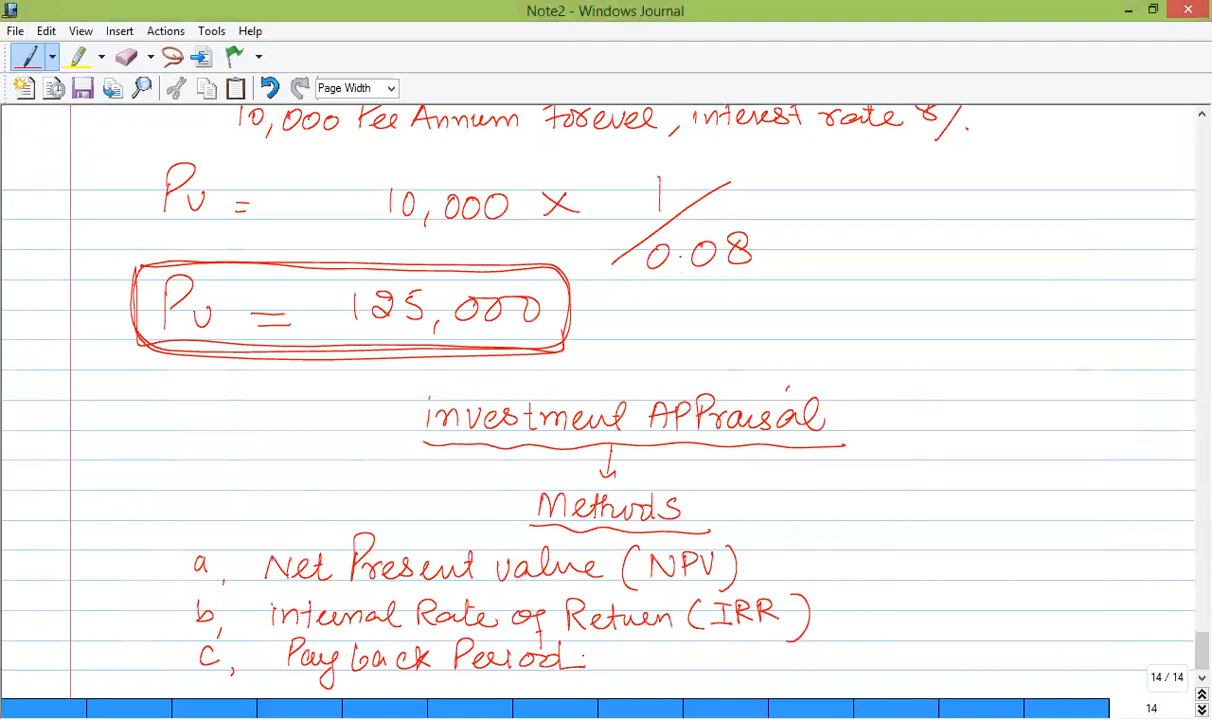 Note2 - Windows Journal
File Edit View Insert Actions Tools Help
Page Width
10,000 Per Annum Forever, interest rate 8%.
PV = 10,000 × 1/0.08
PV = 125,000
investment APPraisal
Methods
a, Net Present value (NPV)
b, internal Rate of Return (IRR)
c, Payback Period
14 / 14
14